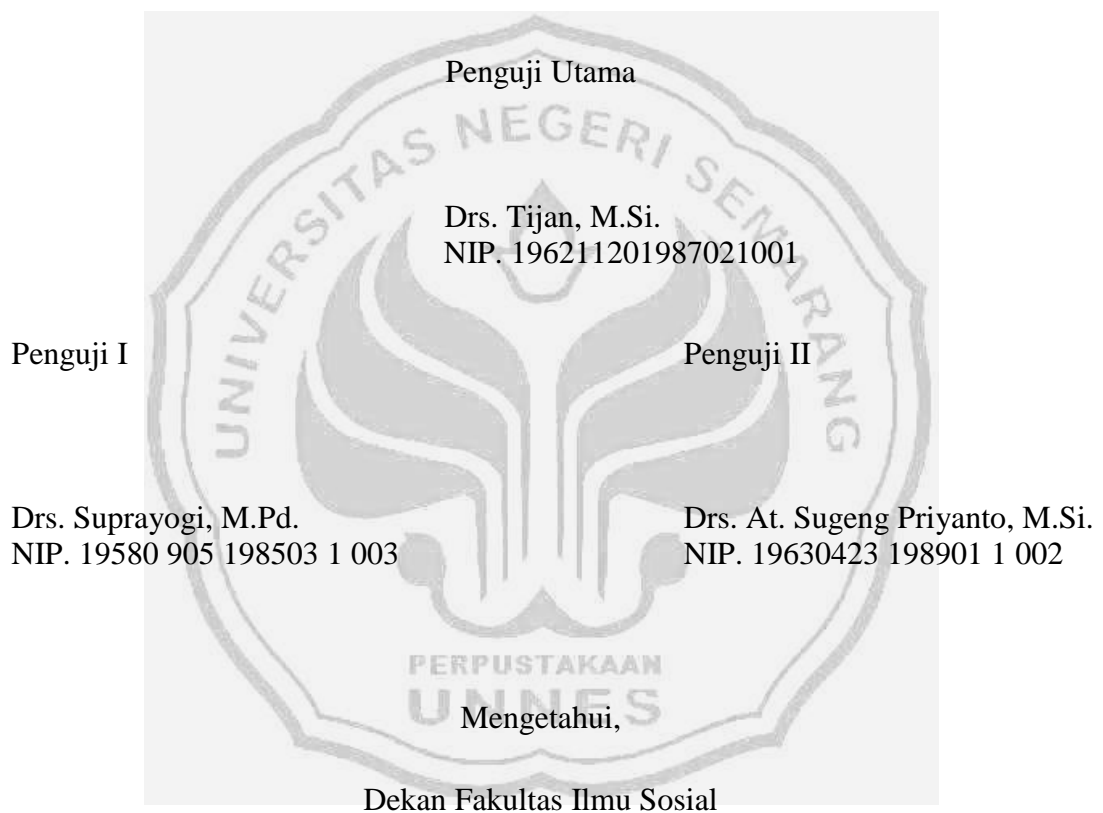 Penguji Utama
UNIVERSITAS NEGERI SEMARANG
Drs. Tijan, M.Si.
NIP. 196211201987021001
Penguji I
Penguji II
Drs. Suprayogi, M.Pd.
NIP. 19580 905 198503 1 003
Drs. At. Sugeng Priyanto, M.Si.
NIP. 19630423 198901 1 002
PERPUSTAKAAN
UNNES
Mengetahui,
Dekan Fakultas Ilmu Sosial